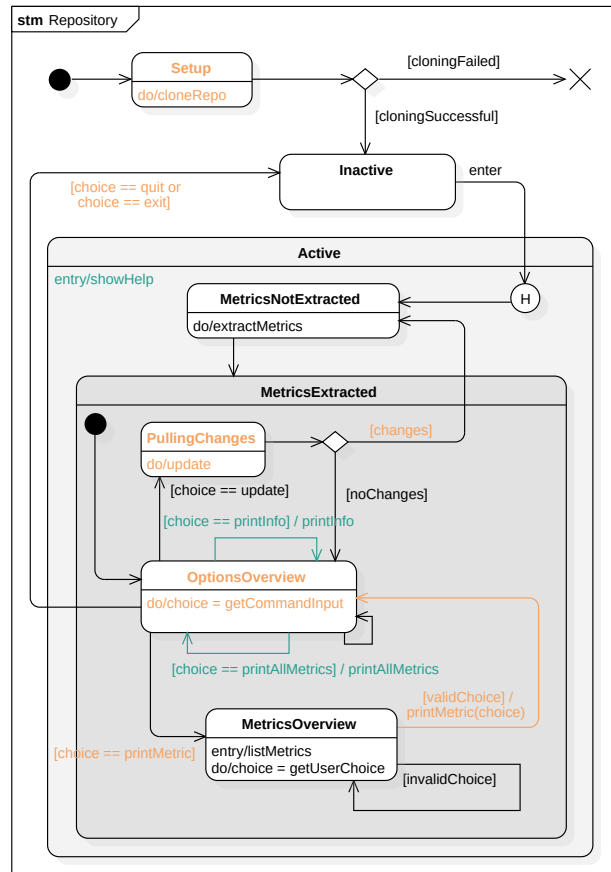 stm Repository
[cloningFailed]
Setup
do/cloneRepo
[cloningSuccessful]
Inactive
enter
[choice == quit or
choice == exit]
Active
entry/showHelp
MetricsNotExtracted
H
do/extractMetrics
MetricsExtracted
PullingChanges
[changes]
do/update
[choice == update]
[noChanges]
[choice == printInfo] / printInfo
OptionsOverview
do/choice = getCommandInput
[choice == printAllMetrics] / printAllMetrics
[validChoice] /
printMetric(choice)
MetricsOverview
[choice == printMetric]
entry/listMetrics
do/choice = getUserChoice
[invalidChoice]